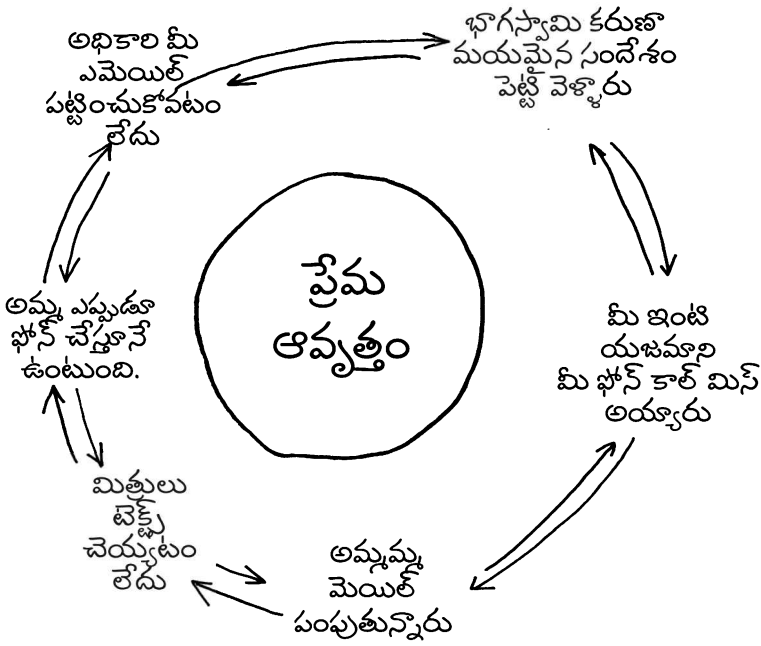 అధికారి మీ
ఎమెయిల్
పట్టించుకోవటం
లేదు
భాగస్వామి కరుణా
మయమైన సందేశం
పెట్టి వెళ్ళారు
ప్రేమ
ఆవృత్తం
అమ్మ ఎప్పుడూ
ఫోన్ చేస్తూనే
ఉంటుంది.
మీ ఇంటి
యజమాని
మీ ఫోన్ కాల్ మిస్
అయ్యారు
మిత్రులు
టెక్స్ట్
చెయ్యటం
లేదు
అమ్మమ్మ
మెయిల్
పంపుతున్నారు